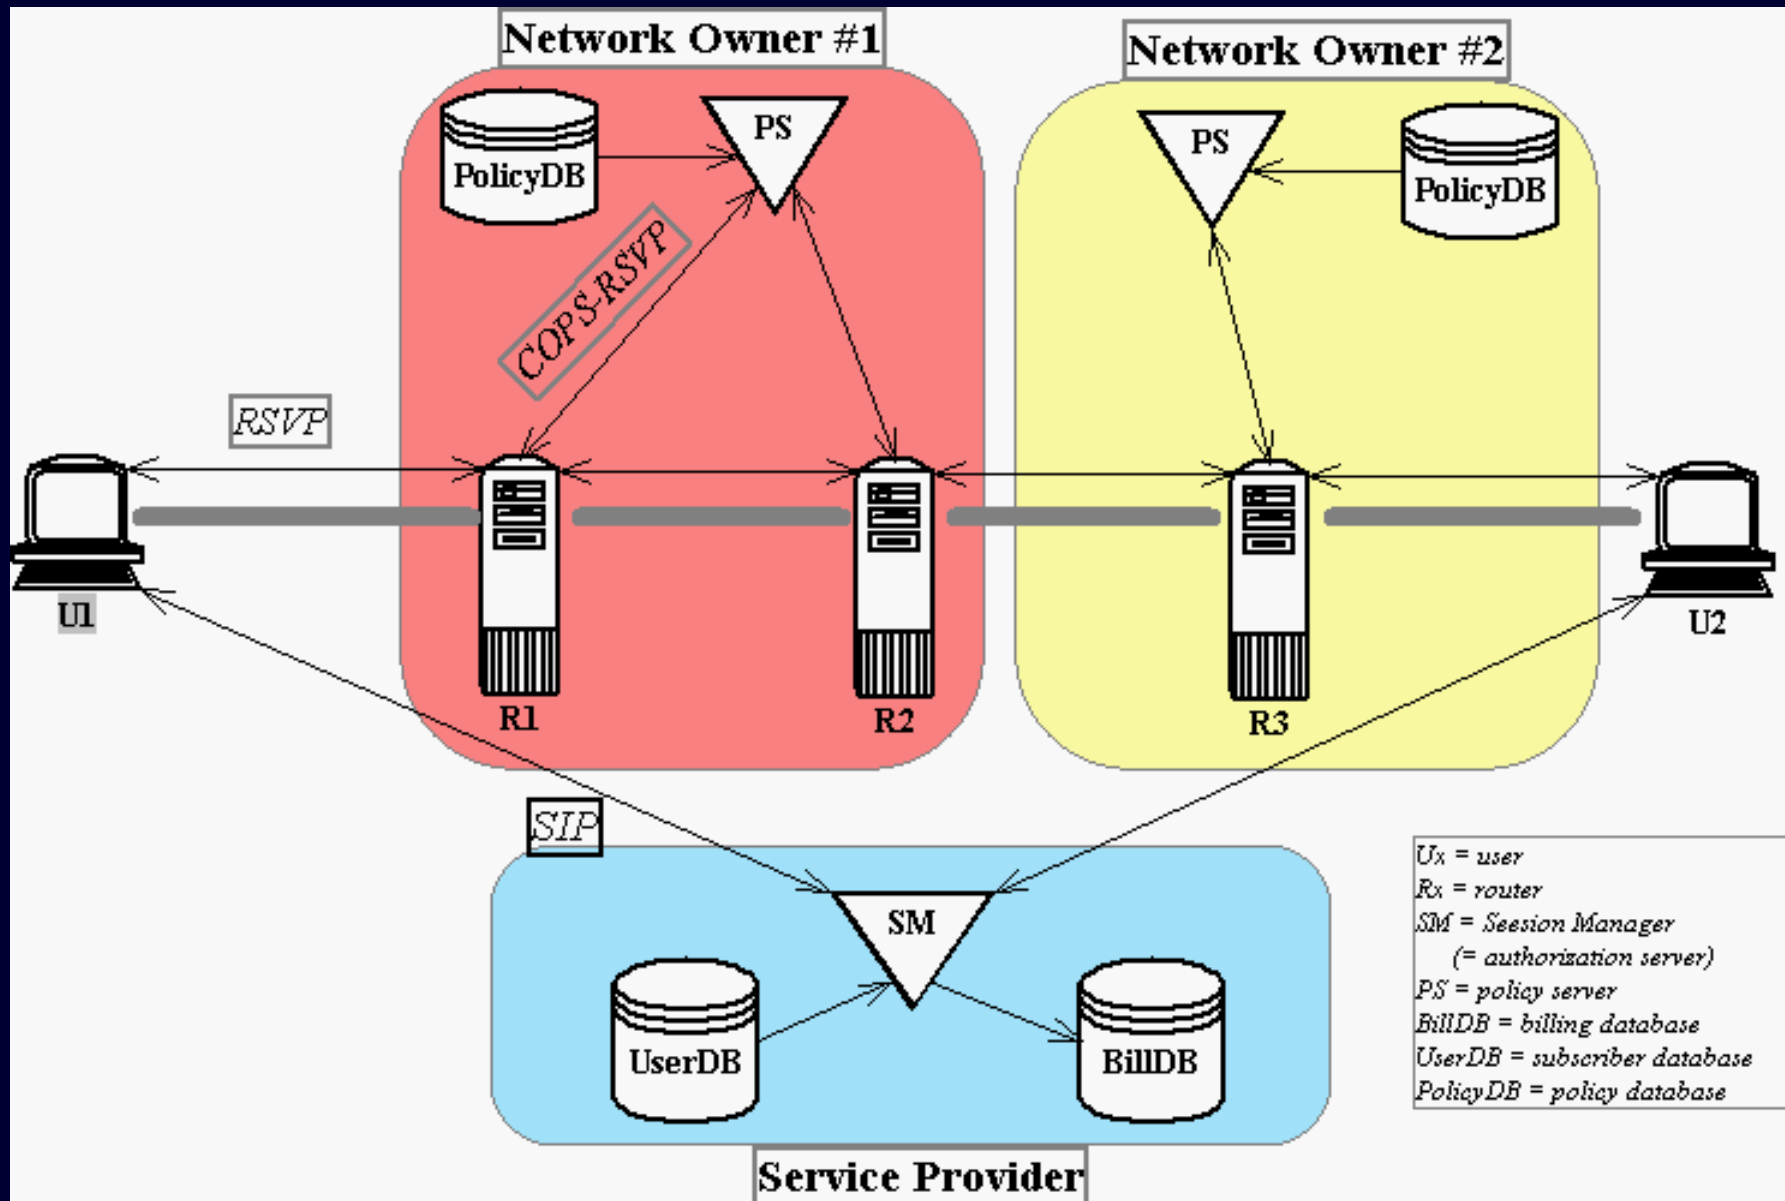 Network Owner #1
Network Owner #2
PolicyDB
PS
PS
PolicyDB
COPS-RSVP
RSVP
U1
R1
R2
R3
U2
SIP
SM
UserDB
BillDB
Ux = user
Rx = router
SM = Seesion Manager
(= authorization server)
PS = policy server
BillDB = billing database
UserDB = subscriber database
PolicyDB = policy database
Service Provider